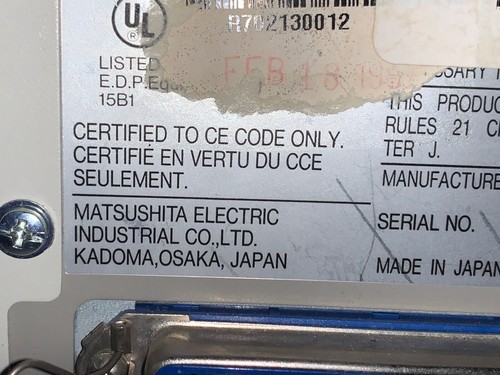 UL
®
R702130012
LISTED
E.D.P.
15B1
FEB 18
CERTIFIED TO CE CODE ONLY.
CERTIFIÉ EN VERTU DU CCE
SEULEMENT.
MATSUSHITA ELECTRIC
INDUSTRIAL CO.,LTD.
KADOMA,OSAKA, JAPAN
THIS PRODUC
RULES 21 C
TER J.
MANUFACTURE
SERIAL NO.
MADE IN JAPAN